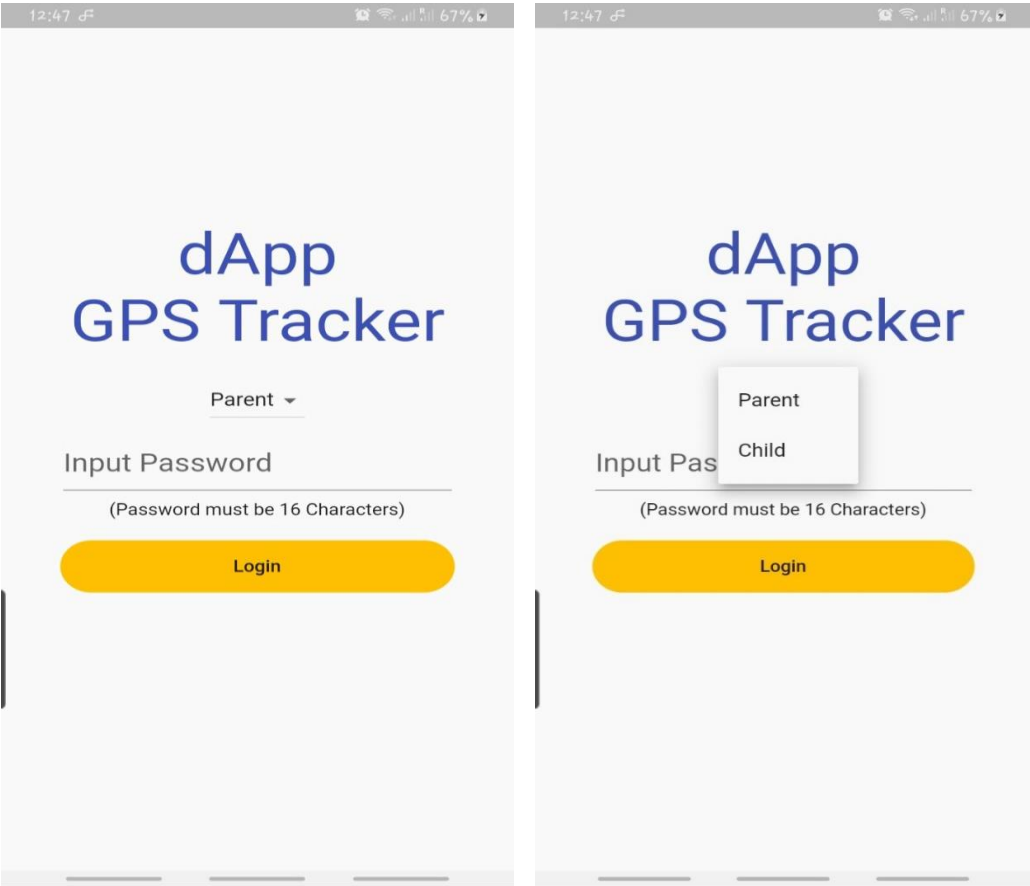 12:47
67%
dApp
GPS Tracker
Parent
Input Password
(Password must be 16 Characters)
Login
12:47
67%
dApp
GPS Tracker
Parent
Child
Input Pas
(Password must be 16 Characters)
Login